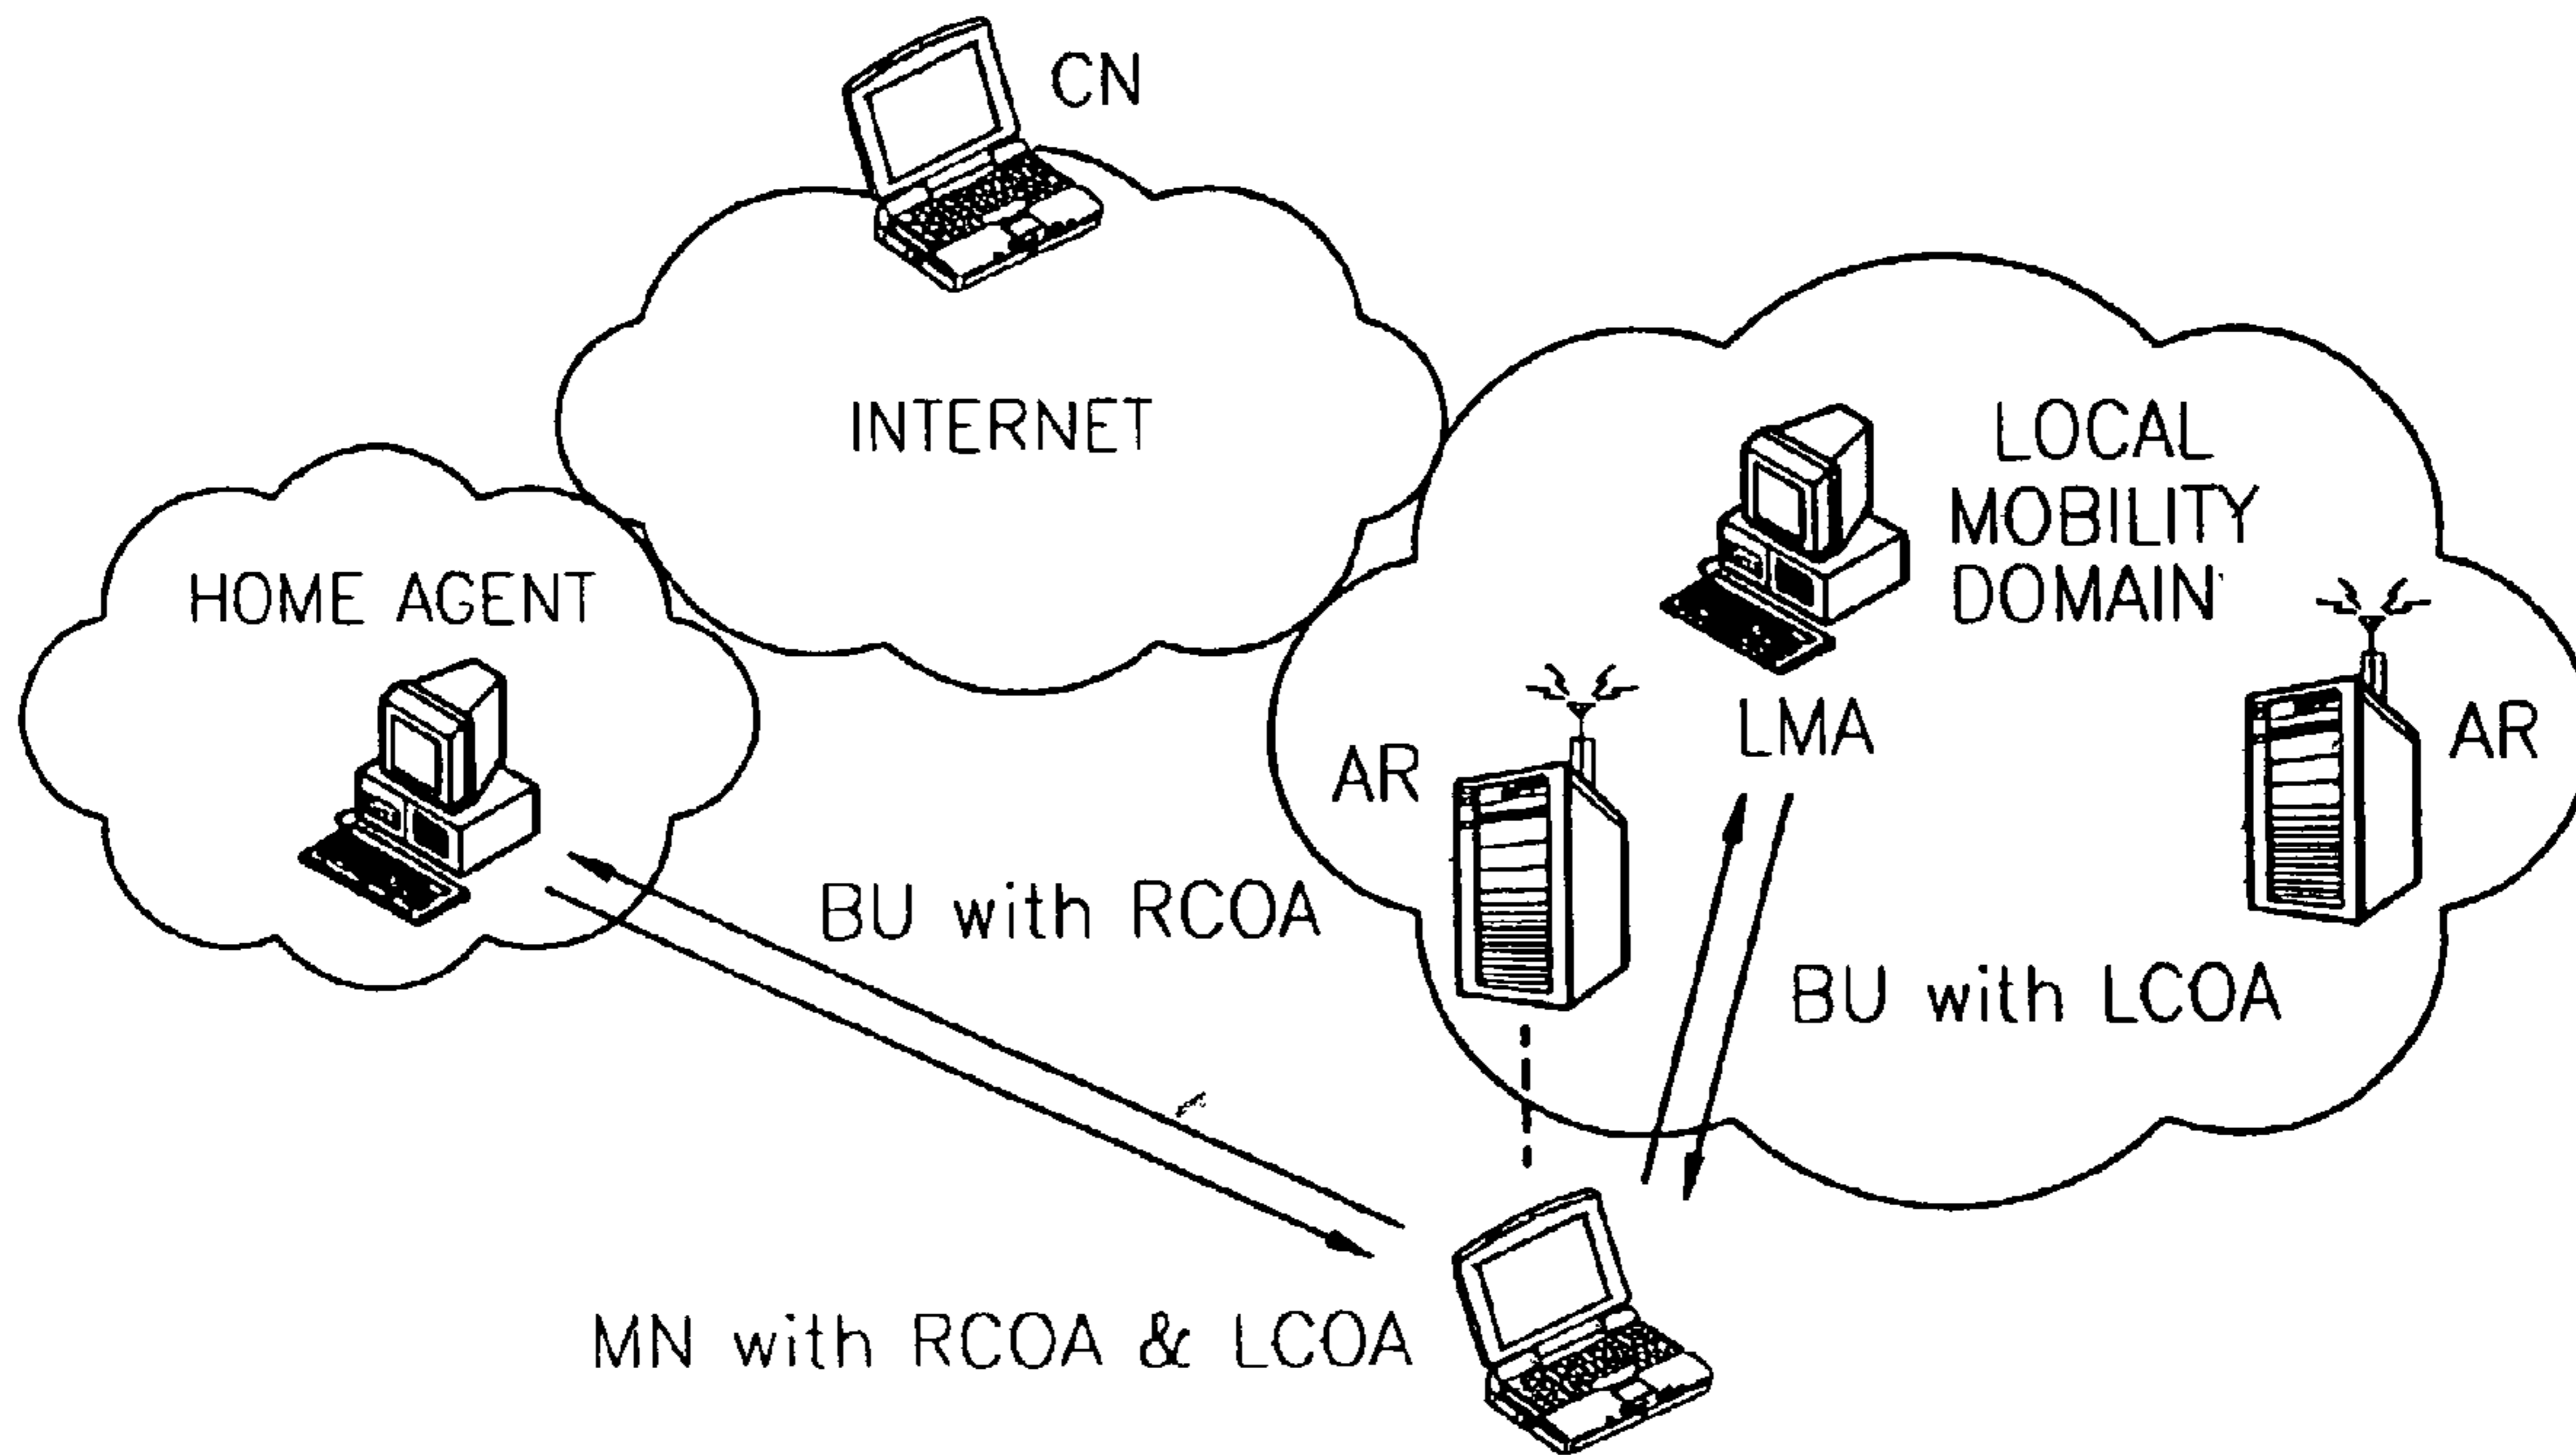 CN
INTERNET
LOCAL
MOBILITY
DOMAIN
HOME AGENT
LMA
AR
AR
BU with RCOA
BU with LCOA
MN with RCOA & LCOA